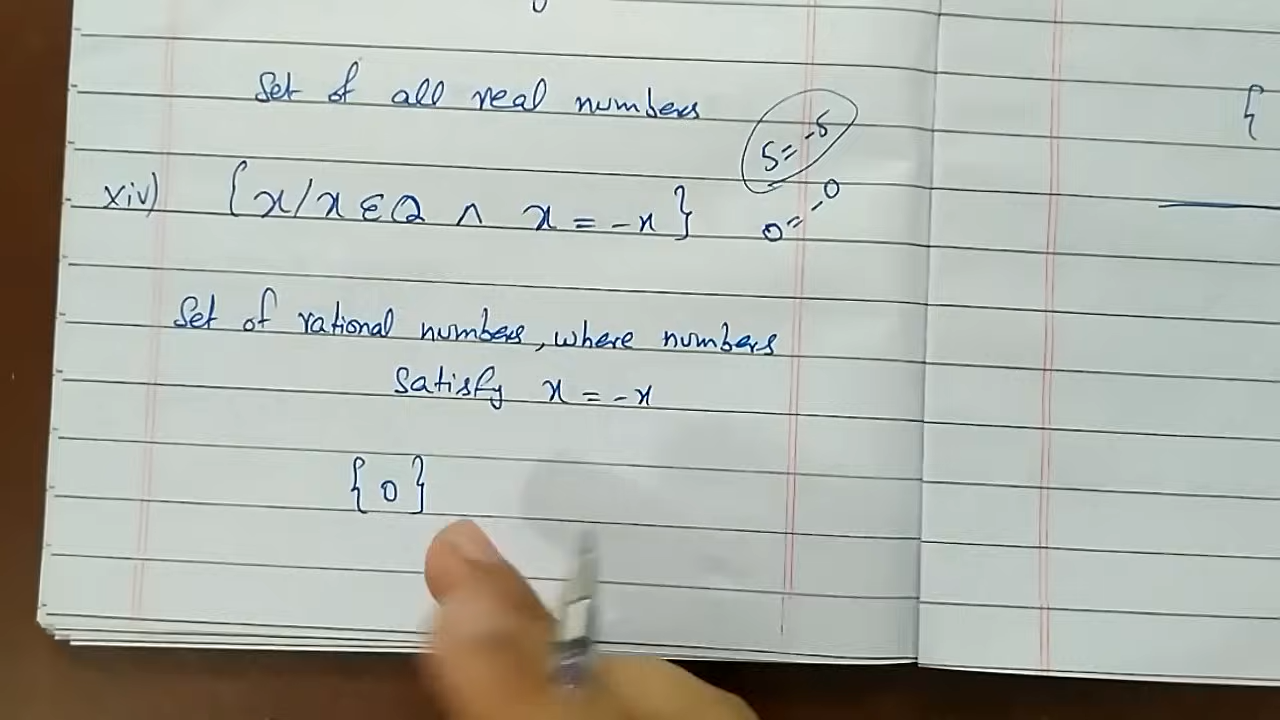 Set of all real numbers
5 = -5
xiv) {x/x ∈ Q ∧ x = -x}
0 = -0
Set of rational numbers, where numbers
Satisfy x = -x
{0}
{